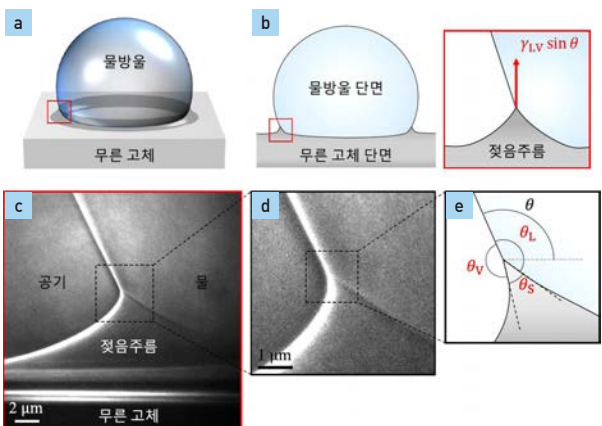 a
물방울
무른 고체
b
물방울 단면
무른 고체 단면
γLV sin θ
젖음주름
c
공기
물
젖음주름
2 μm
무른 고체
d
1 μm
e
θ
θL
θV
θS